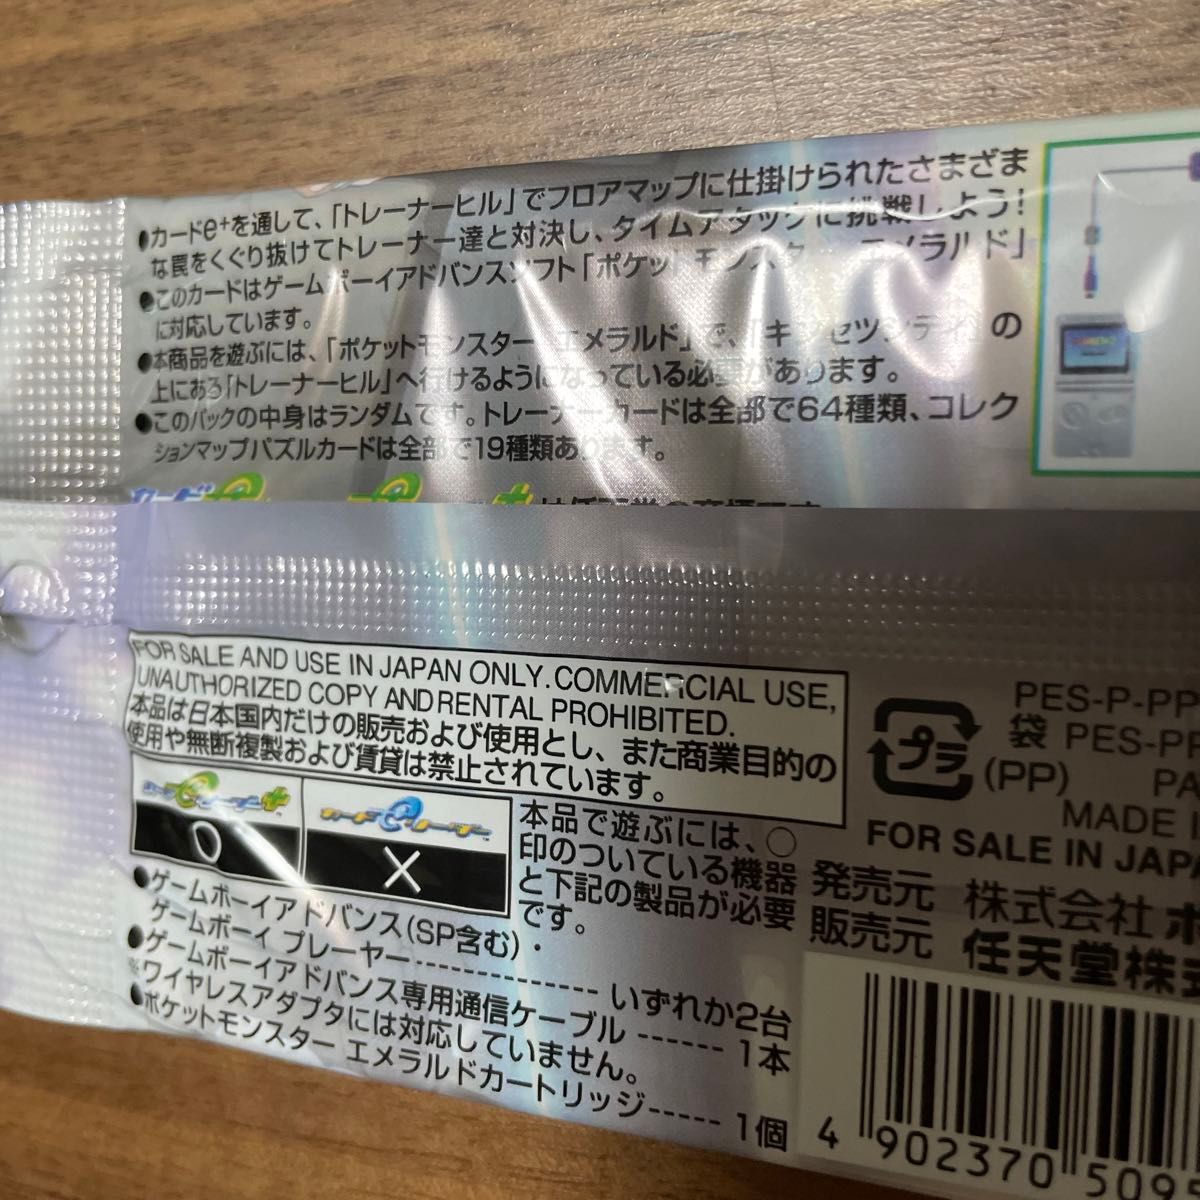 ●カードe+を通して、「トレーナーヒル」でフロアマップに仕掛けられたさまざま
な罠をくぐり抜けてトレーナー達と対決し、タイムアタックに挑戦しよう!
●このカードはゲームボーイアドバンスソフト「ポケットモンスター エメラルド」
に対応しています。
●本商品を遊ぶには、「ポケットモンスター エメラルド」で、「キンセツシティ」の
上にある「トレーナーヒル」へ行けるようになっている必要があります。
●このパックの中身はランダムです。トレーナーカードは全部で64種類、コレク
ションマップパズルカードは全部で19種類あります。
FOR SALE AND USE IN JAPAN ONLY. COMMERCIAL USE,
UNAUTHORIZED COPY AND RENTAL PROHIBITED.
本品は日本国内だけの販売および使用とし、また商業目的の
使用や無断複製および賃貸は禁止されています。
カードeリーダー+ カードeリーダー
○ ×
本品で遊ぶには、○
印のついている機器
と下記の製品が必要
です。
●ゲームボーイアドバンス(SP含む)・
ゲームボーイ プレーヤー------------- いずれか2台
●ゲームボーイアドバンス専用通信ケーブル ------ 1本
※ワイヤレスアダプタには対応していません。
●ポケットモンスター エメラルドカートリッジ----- 1個
プラ
袋
(PP)
PES-P-PP
PES-PP
PA
MADE I
FOR SALE IN JAPA
発売元 株式会社ポ
販売元 任天堂株式
4 902370 509